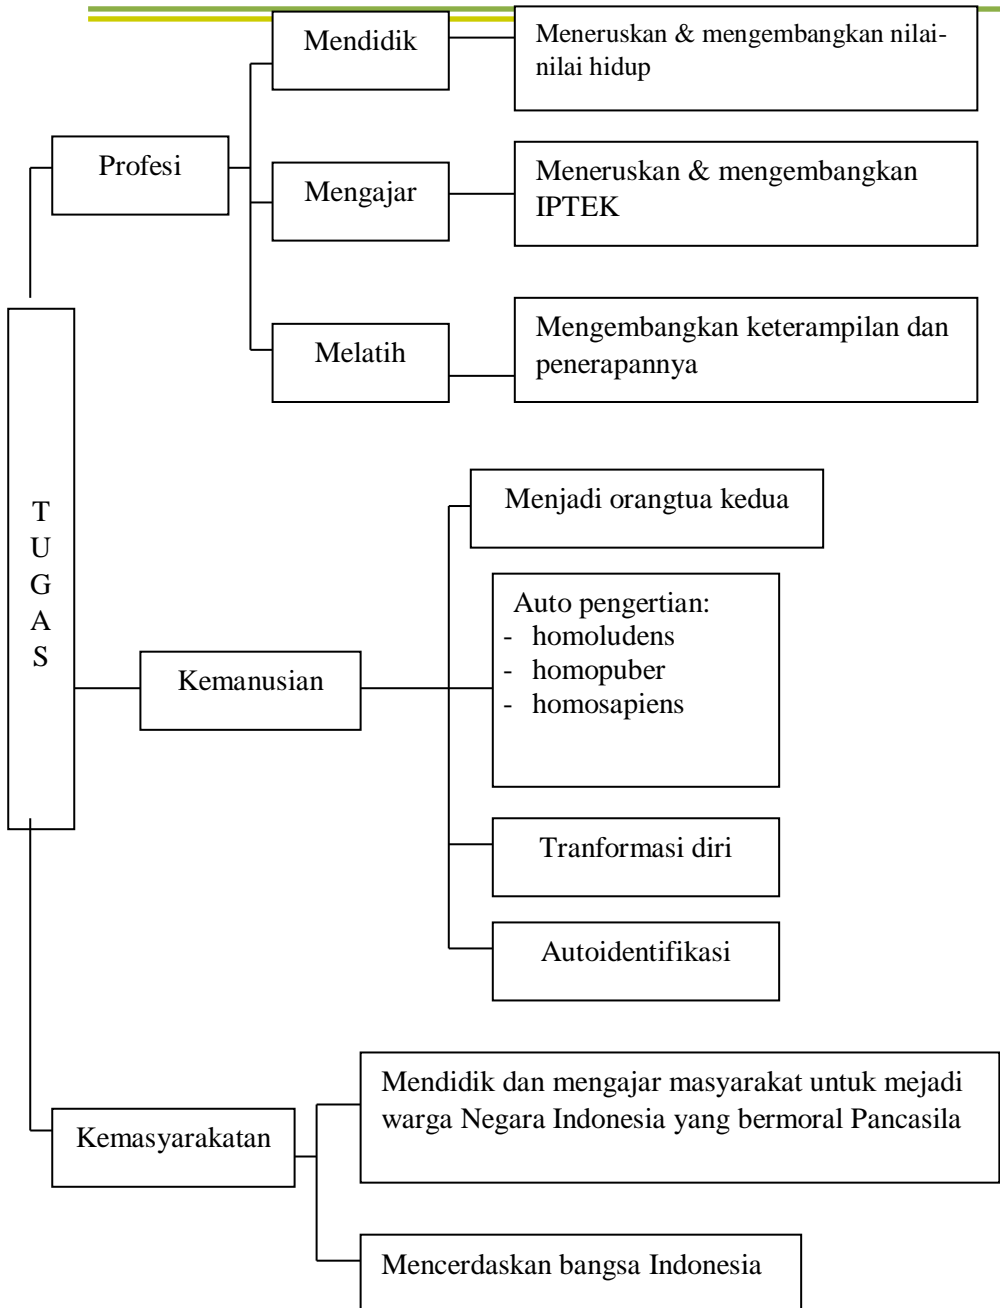 Mendidik
Meneruskan & mengembangkan nilai-
nilai hidup
Profesi
Mengajar
Meneruskan & mengembangkan
IPTEK
Melatih
Mengembangkan keterampilan dan
penerapannya
T
U
G
A
S
Menjadi orangtua kedua
Auto pengertian:
- homoludens
- homopuber
- homosapiens
Kemanusian
Tranformasi diri
Autoidentifikasi
Kemasyarakatan
Mendidik dan mengajar masyarakat untuk mejadi
warga Negara Indonesia yang bermoral Pancasila
Mencerdaskan bangsa Indonesia